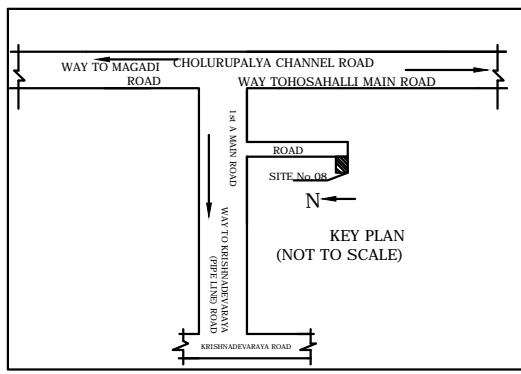 CHOLURUPALYA CHANNEL ROAD
WAY TO MAGADI
ROAD
WAY TOHOSAHALLI MAIN ROAD
1st A MAIN ROAD
ROAD
SITE No.08
N
WAY TO KRISHNADEVARAYA
(PIPE LINE) ROAD
KEY PLAN
(NOT TO SCALE)
KRISHNADEVARAYA ROAD